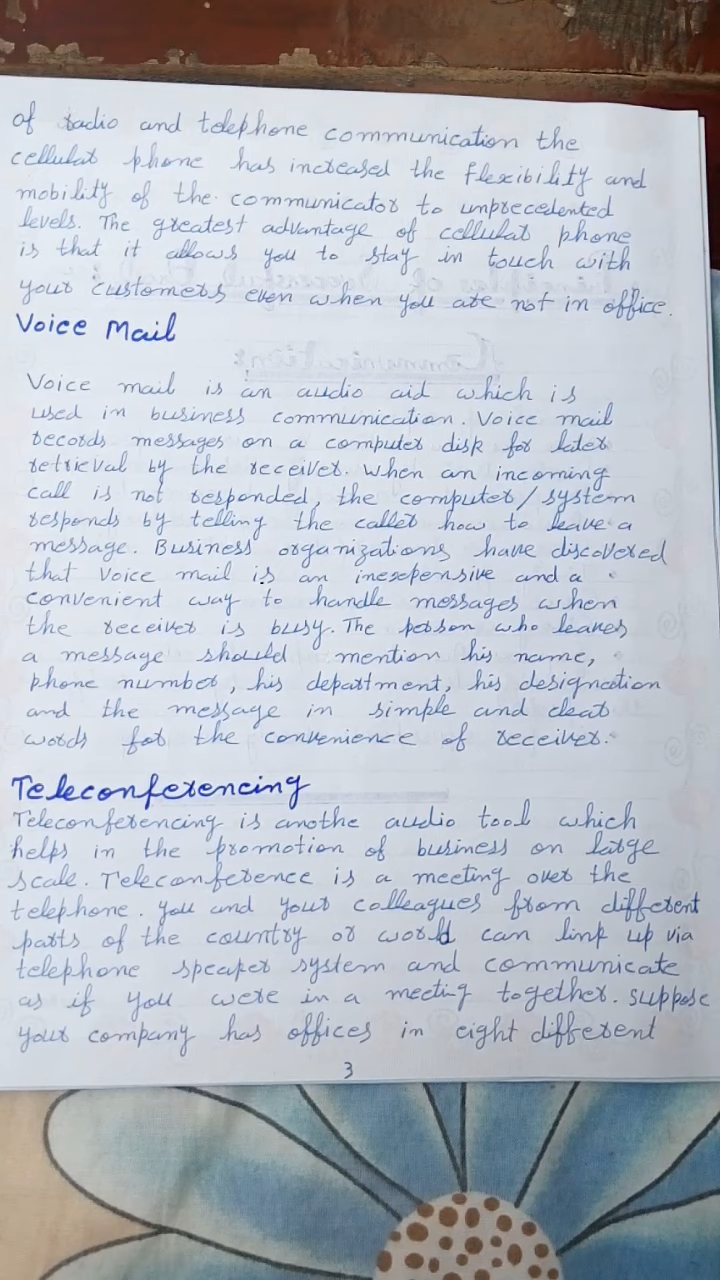 of radio and telephone communication the
cellular phone has increased the flexibility and
mobility of the communicator to unprecedented
levels. The greatest advantage of cellular phone
is that it allows you to stay in touch with
your customers even when you are not in office.
Voice Mail
Voice mail is an audio aid which is
used in business communication. Voice mail
records messages on a computer disk for later
retrieval by the receiver. When an incoming
call is not responded, the computer/system
responds by telling the caller how to leave a
message. Business organizations have discovered
that Voice mail is an inexpensive and a
convenient way to handle messages when
the receiver is busy. The person who leaves
a message should mention his name,
phone number, his department, his designation
and the message in simple and clear
words for the convenience of receiver.
Teleconferencing
Teleconferencing is anothe audio tool which
helps in the promotion of business on large
scale. Teleconference is a meeting over the
telephone. You and your colleagues from different
parts of the country or world can link up via
telephone speaker system and communicate
as if you were in a meeting together. Suppose
your company has offices in eight different
3